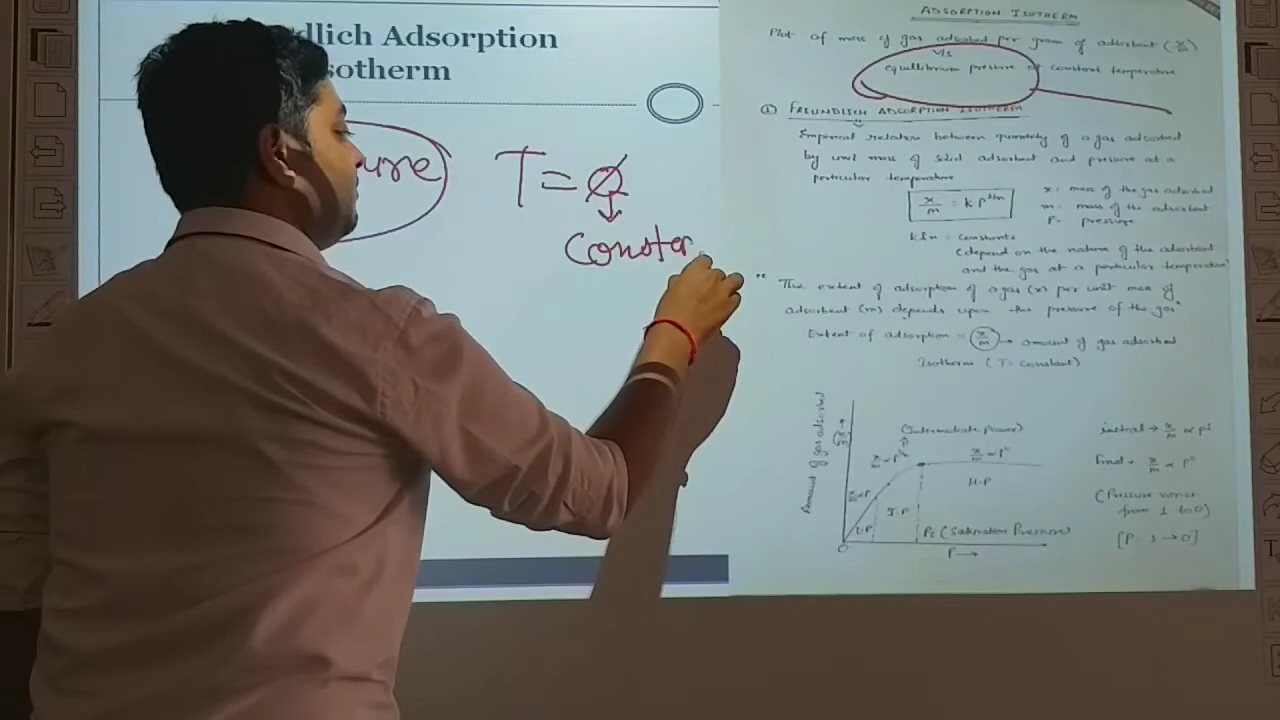 dlich Adsorption
sotherm
ure
T = φ
Constar
ADSORPTION ISOTHERM
Plot of mass of gas adsorbed per gram of adsorbent (x/m)
v/s
equilibrium pressure at constant temperature
① FREUNDLICH ADSORPTION ISOTHERM
Empirical relation between quantity of a gas adsorbed
by unit mass of solid adsorbent and pressure at a
particular temperature
x/m = k P^1/n
x: mass of the gas adsorbed
m: mass of the adsorbent
P: pressure
k & n = constants
(depend on the nature of the adsorbent
and the gas at a particular temperature
" The extent of adsorption of a gas (x) per unit mass of
adsorbent (m) depends upon the pressure of the gas"
Extent of adsorption = x/m → amount of gas adsorbed
Isotherm (T = constant)
Amount of gas adsorbed
x/m →
(Intermediate Power)
x/m ∝ P
x/m ∝ P°
L.P
I.P
H.P
Ps (Saturation Pressure)
O
P →
initial → x/m ∝ P¹
Final → x/m ∝ P°
(Pressure varies
from 1 to 0)
[P: 1 → 0]